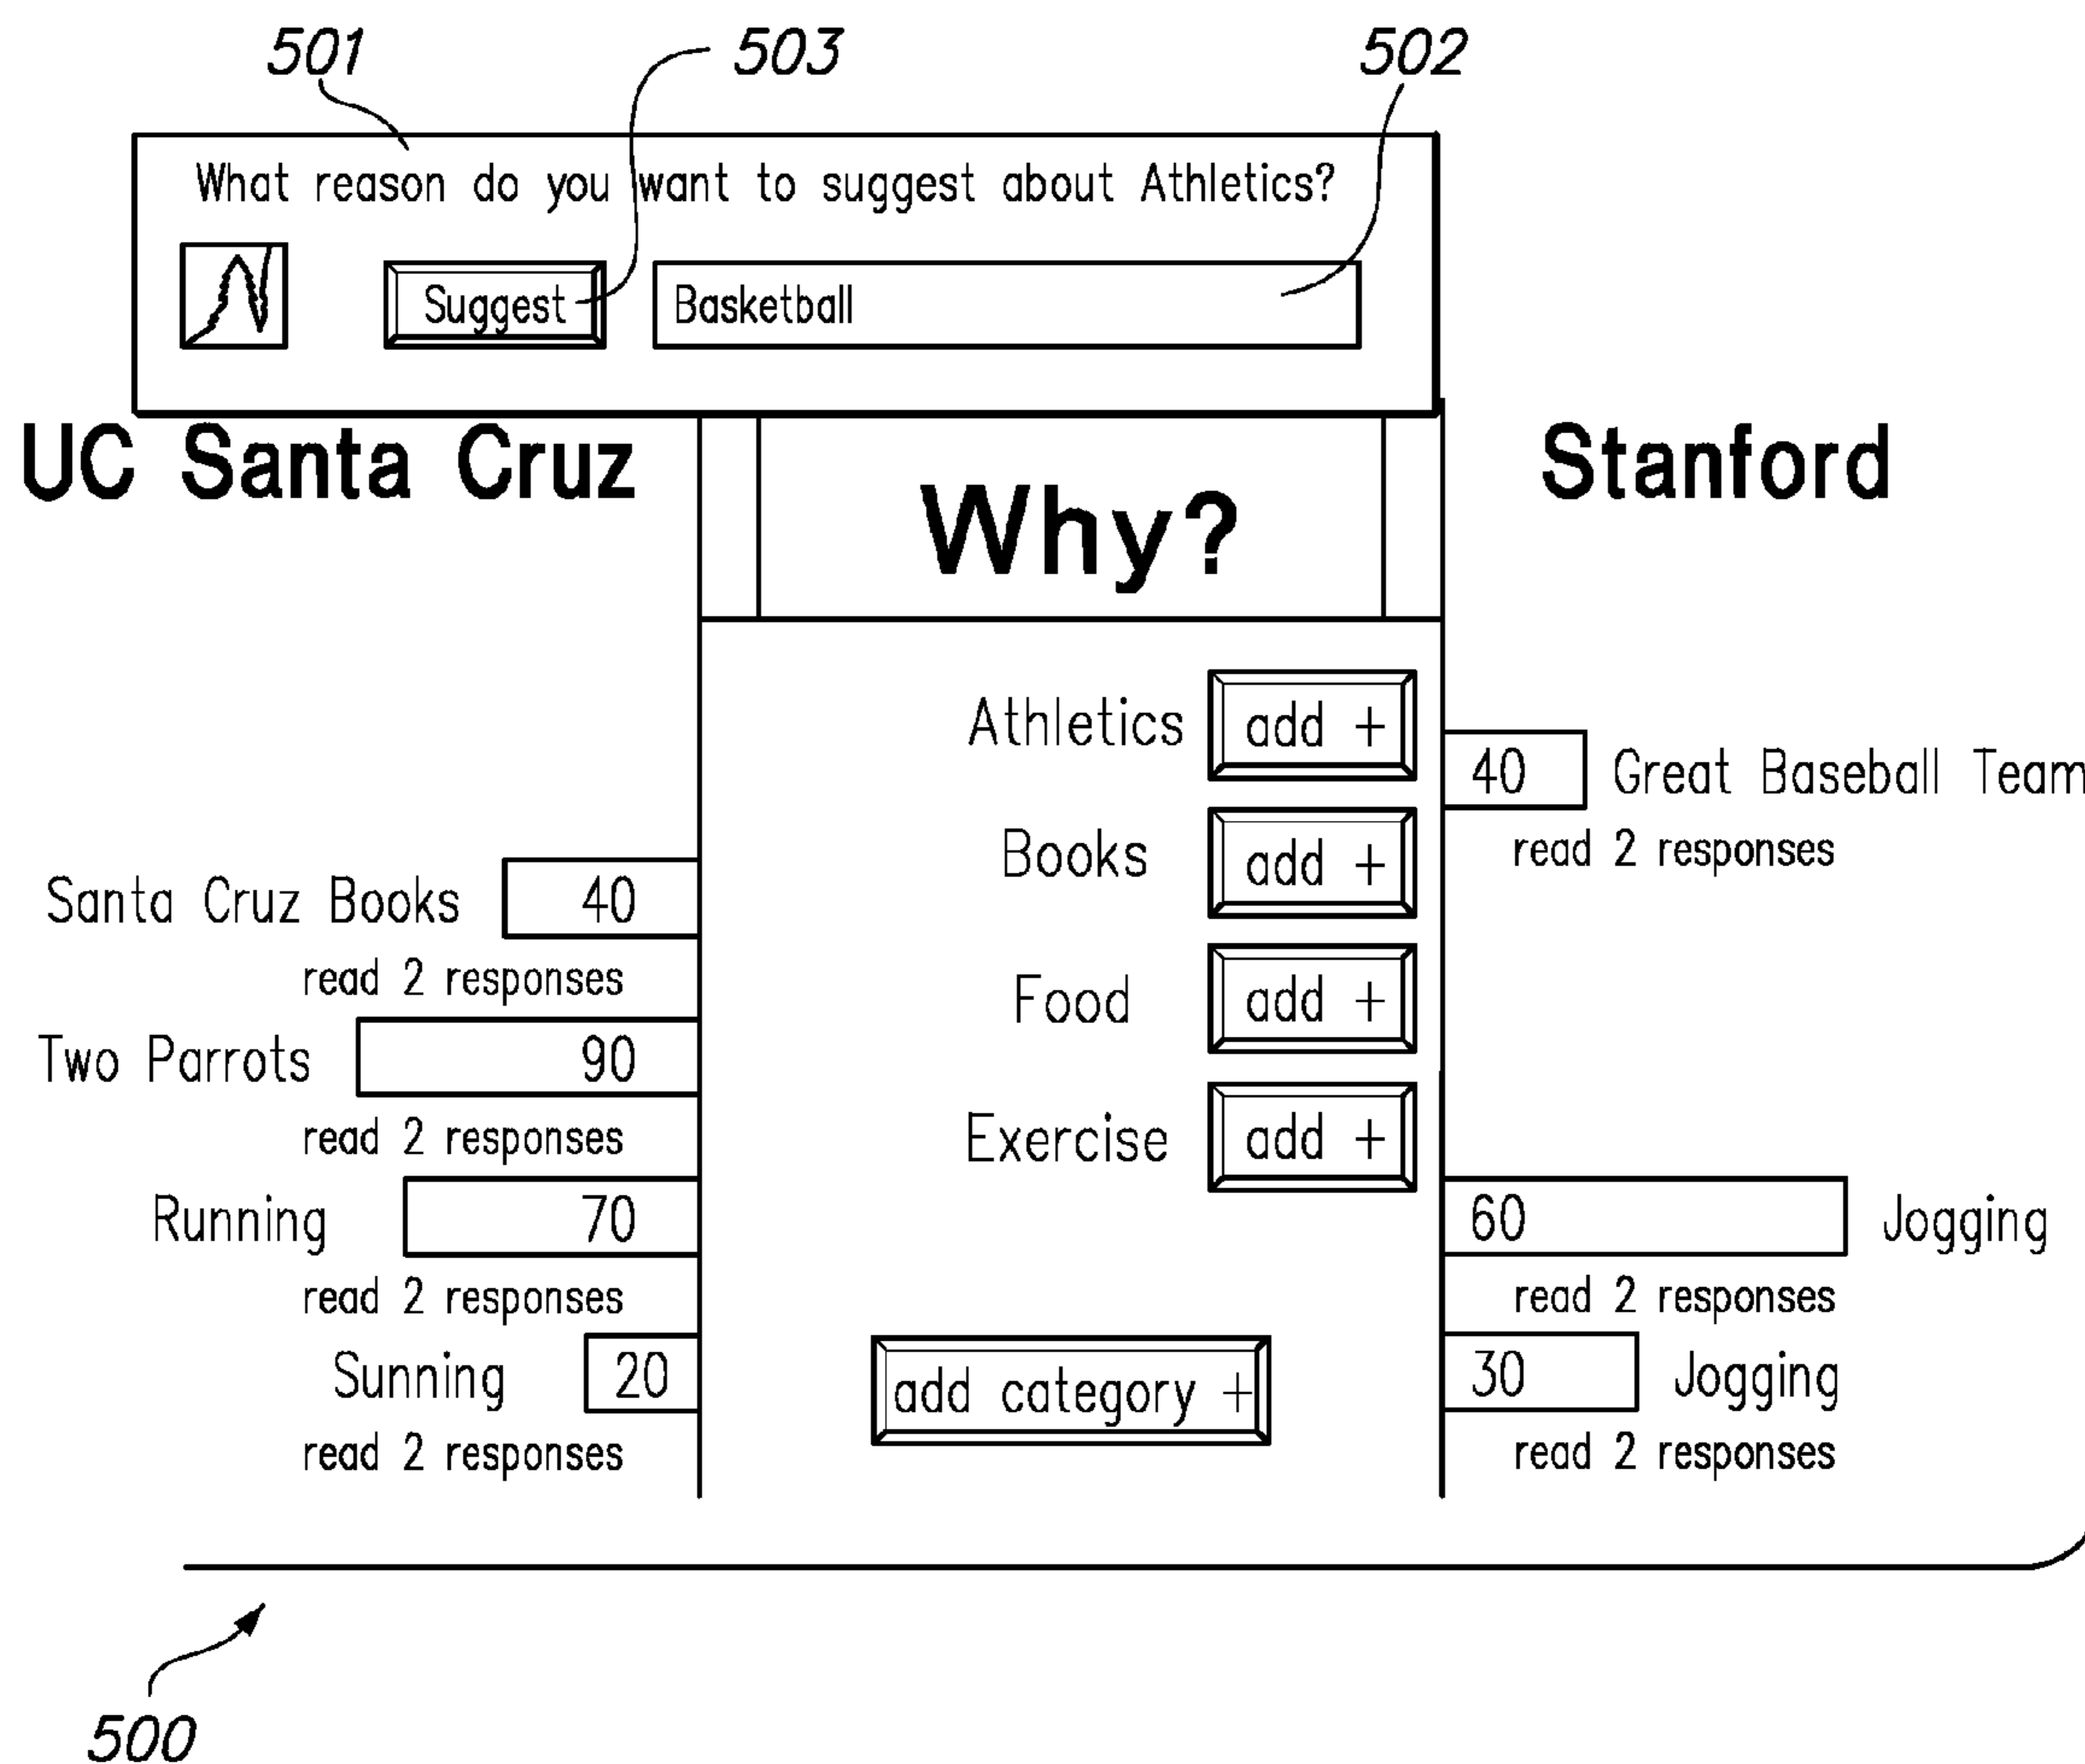 501 503 502
What reason do you want to suggest about Athletics?
Suggest Basketball
UC Santa Cruz Why? Stanford
Athletics add +
40 Great Baseball Team
Books add + read 2 responses
Santa Cruz Books 40
read 2 responses Food add +
Two Parrots 90
read 2 responses Exercise add +
Running 70 60 Jogging
read 2 responses read 2 responses
Sunning 20 add category + 30 Jogging
read 2 responses read 2 responses
500